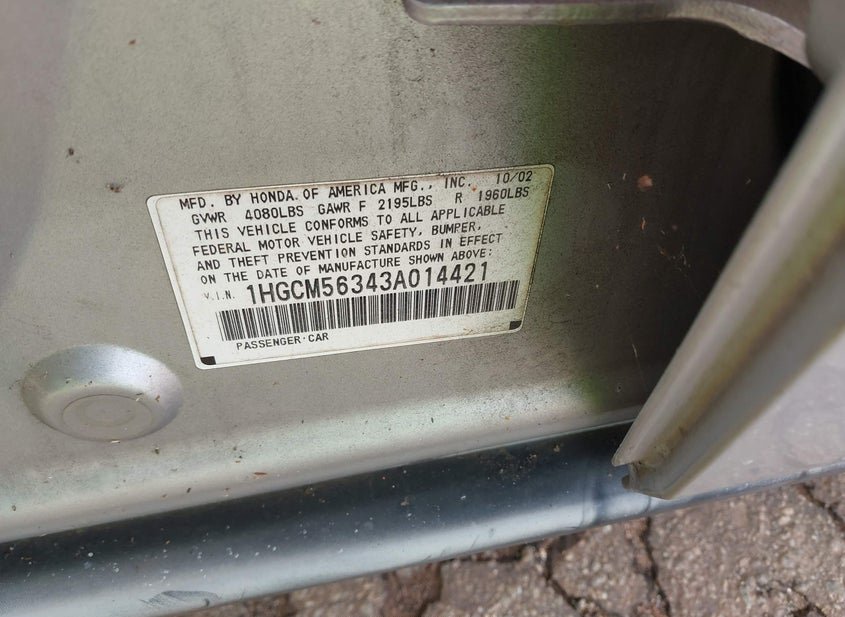 MFD. BY HONDA OF AMERICA MFG., INC. 10/02
GVWR 4080LBS GAWR F 2195LBS R 1960LBS
THIS VEHICLE CONFORMS TO ALL APPLICABLE
FEDERAL MOTOR VEHICLE SAFETY, BUMPER,
AND THEFT PREVENTION STANDARDS IN EFFECT
ON THE DATE OF MANUFACTURE SHOWN ABOVE:
V.I.N. 1HGCM56343A014421
PASSENGER CAR